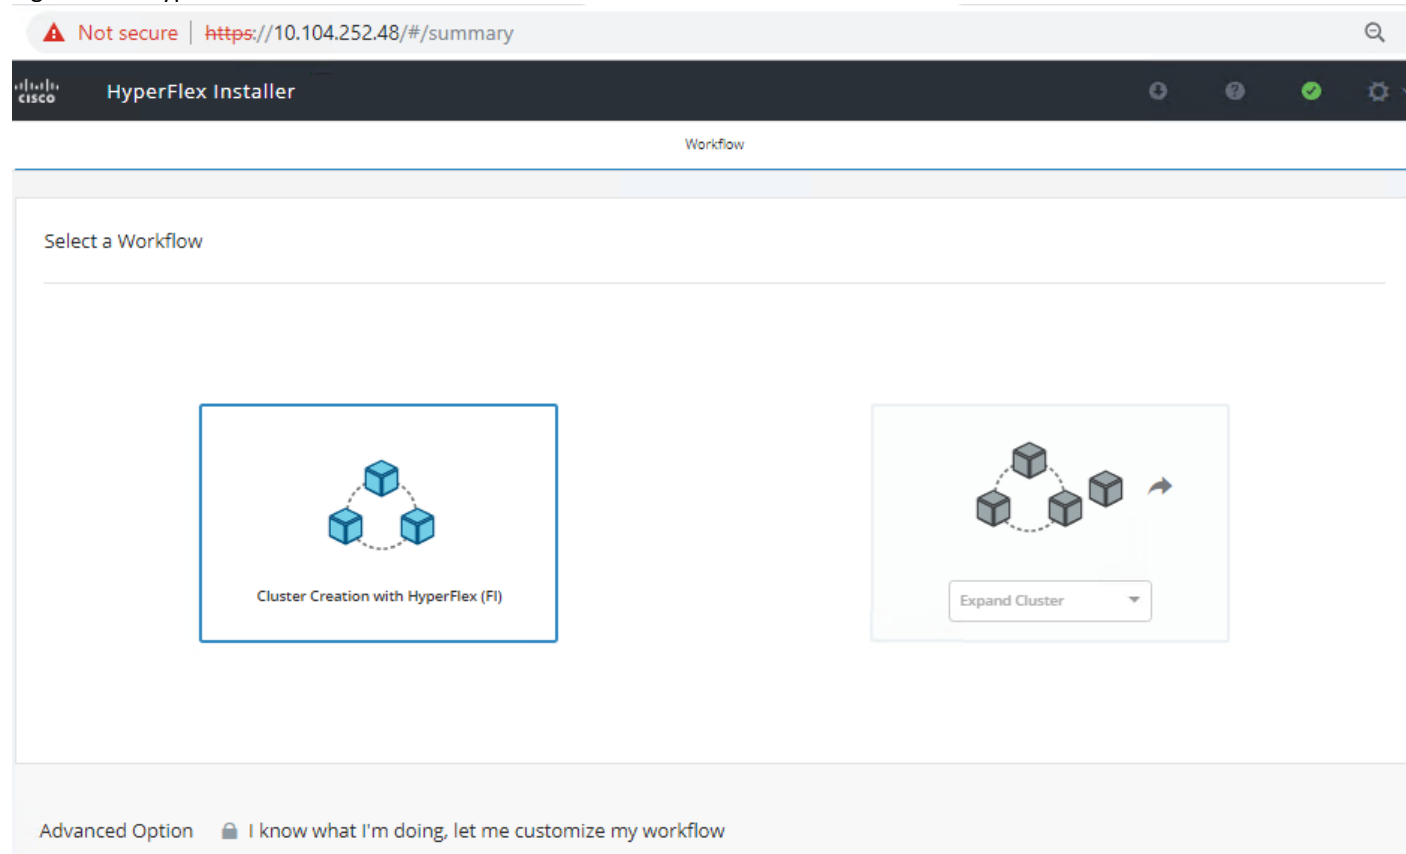 Not secure | https://10.104.252.48/#/summary
cisco HyperFlex Installer
Workflow
Select a Workflow
Cluster Creation with HyperFlex (FI)
Expand Cluster
Advanced Option I know what I'm doing, let me customize my workflow